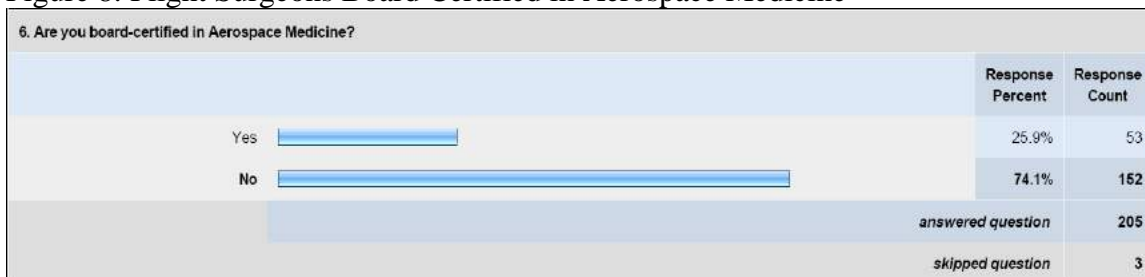 Figure Flight Surgeons Board Certified in Aerospace Medicine
6. Are you board-certified in Aerospace Medicine?
Response Percent
Response Count
Yes 25.9% 53
No 74.1% 152
answered question 205
skipped question 3